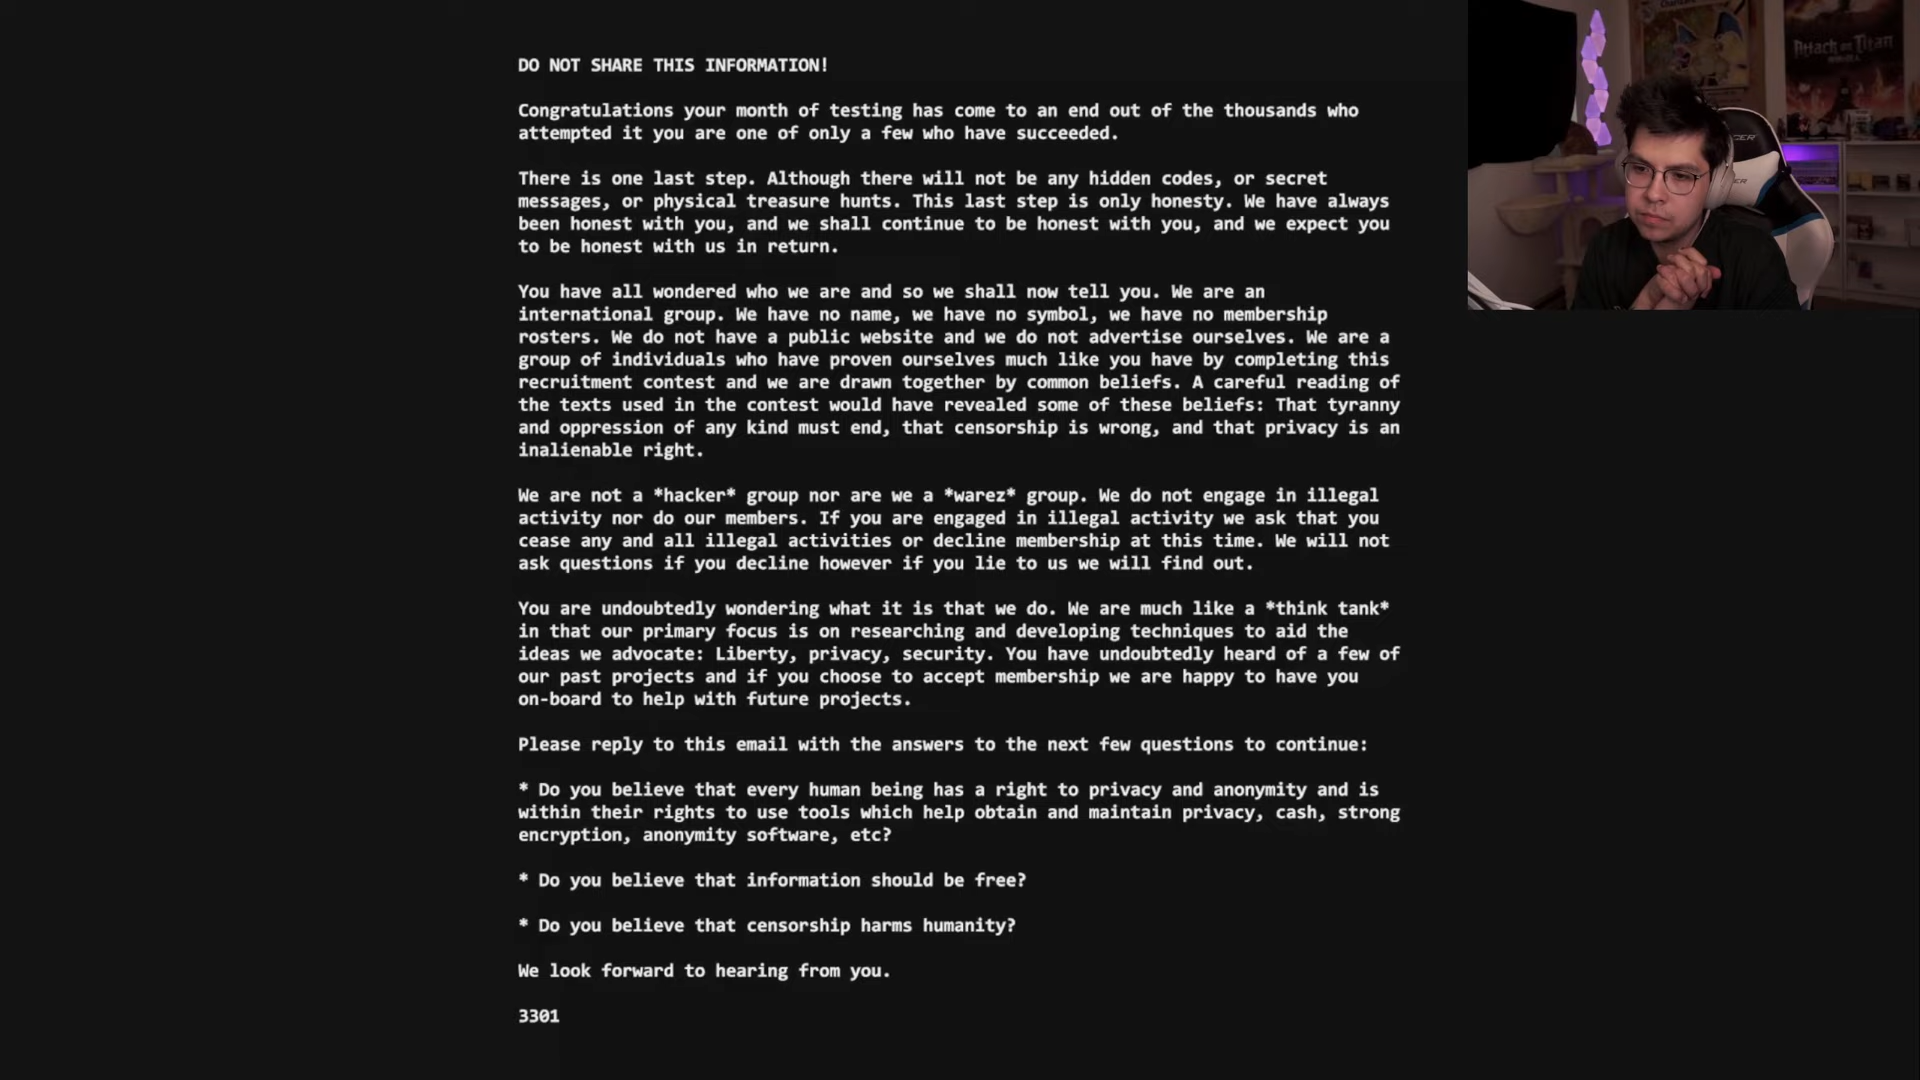 DO NOT SHARE THIS INFORMATION!
Congratulations your month of testing has come to an end out of the thousands who
attempted it you are one of only a few who have succeeded.
There is one last step. Although there will not be any hidden codes, or secret
messages, or physical treasure hunts. This last step is only honesty. We have always
been honest with you, and we shall continue to be honest with you, and we expect you
to be honest with us in return.
You have all wondered who we are and so we shall now tell you. We are an
international group. We have no name, we have no symbol, we have no membership
rosters. We do not have a public website and we do not advertise ourselves. We are a
group of individuals who have proven ourselves much like you have by completing this
recruitment contest and we are drawn together by common beliefs. A careful reading of
the texts used in the contest would have revealed some of these beliefs: That tyranny
and oppression of any kind must end, that censorship is wrong, and that privacy is an
inalienable right.
We are not a *hacker* group nor are we a *warez* group. We do not engage in illegal
activity nor do our members. If you are engaged in illegal activity we ask that you
cease any and all illegal activities or decline membership at this time. We will not
ask questions if you decline however if you lie to us we will find out.
You are undoubtedly wondering what it is that we do. We are much like a *think tank*
in that our primary focus is on researching and developing techniques to aid the
ideas we advocate: Liberty, privacy, security. You have undoubtedly heard of a few of
our past projects and if you choose to accept membership we are happy to have you
on-board to help with future projects.
Please reply to this email with the answers to the next few questions to continue:
* Do you believe that every human being has a right to privacy and anonymity and is
within their rights to use tools which help obtain and maintain privacy, cash, strong
encryption, anonymity software, etc?
* Do you believe that information should be free?
* Do you believe that censorship harms humanity?
We look forward to hearing from you.
3301
Attack on Titan